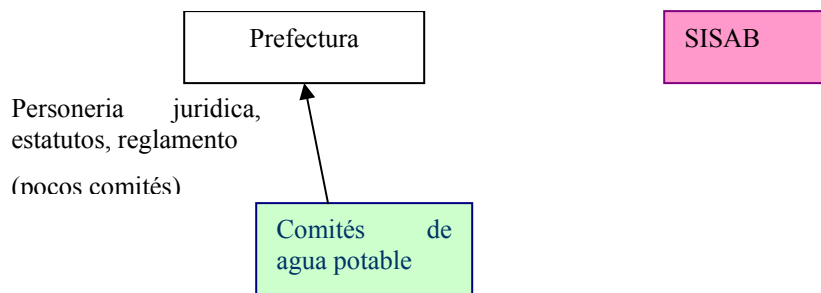 Prefectura
SISAB
Personeria juridica,
estatutos, reglamento
(pocos comités)
Comités de
agua potable